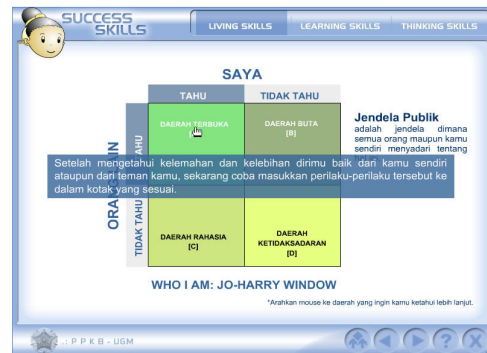 SUCCESS
SKILLS
LIVING SKILLS
LEARNING SKILLS
THINKING SKILLS
SAYA
TAHU
TIDAK TAHU
ORANG
TAHU
TIDAK TAHU
DAERAH TERBUKA
DAERAH BUTA
[B]
Jendela Publik
adalah jendela dimana
semua orang maupun kamu
sendiri menyadari tentang
Setelah mengetahui kelemahan dan kelebihan dirimu baik dari kamu sendiri
ataupun dari teman kamu, sekarang coba masukkan perilaku-perilaku tersebut ke
dalam kotak yang sesuai.
DAERAH RAHASIA
[C]
DAERAH
KETIDAKSADARAN
[D]
WHO I AM: JO-HARRY WINDOW
*Arahkan mouse ke daerah yang ingin kamu ketahui lebih lanjut.
.: P P K B - UGM